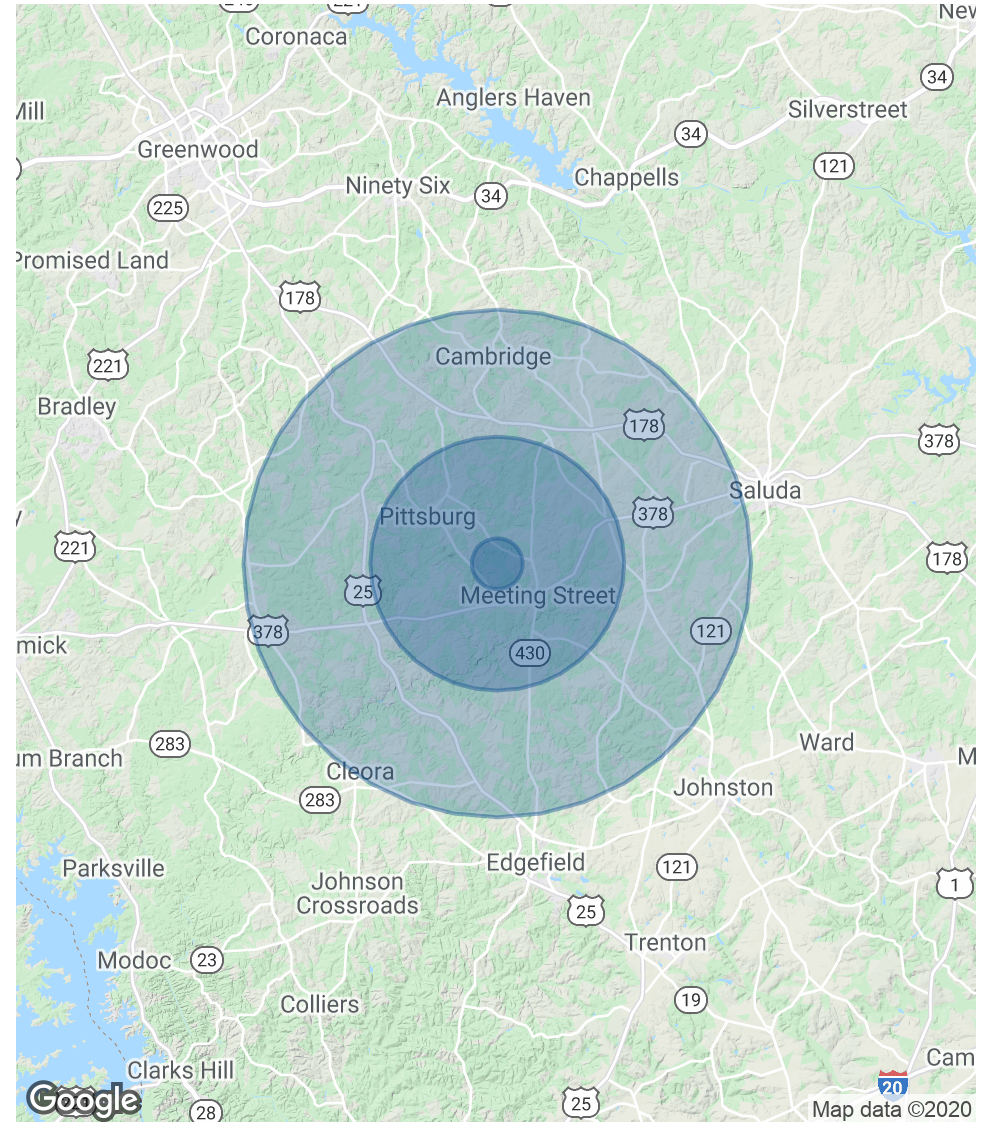 Coronaca
New
34
Anglers Haven
Silverstreet
Mill
34
Greenwood
121
Chappells
Ninety Six
34
225
Promised Land
178
Cambridge
221
Bradley
178
378
Saluda
378
Pittsburg
221
178
25
Meeting Street
378
121
mick
430
283
Ward
um Branch
M
Cleora
Johnston
283
Edgefield
121
Parksville
Johnson
Crossroads
1
25
Trenton
Modoc
23
19
Colliers
Cam
Clarks Hill
20
Google
28
25
Map data ©2020